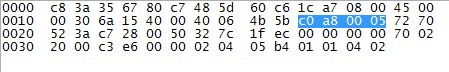 0000 c8 3a 35 67 80 c7 48 5d 60 c6 1c a7 08 00 45 00
0010 00 30 6a 15 40 00 40 06 4b 5b c0 a8 00 05 72 70
0020 52 3a c7 28 00 50 32 7c 1f ec 00 00 00 00 70 02
0030 20 00 c3 e6 00 00 02 04 05 b4 01 01 04 02